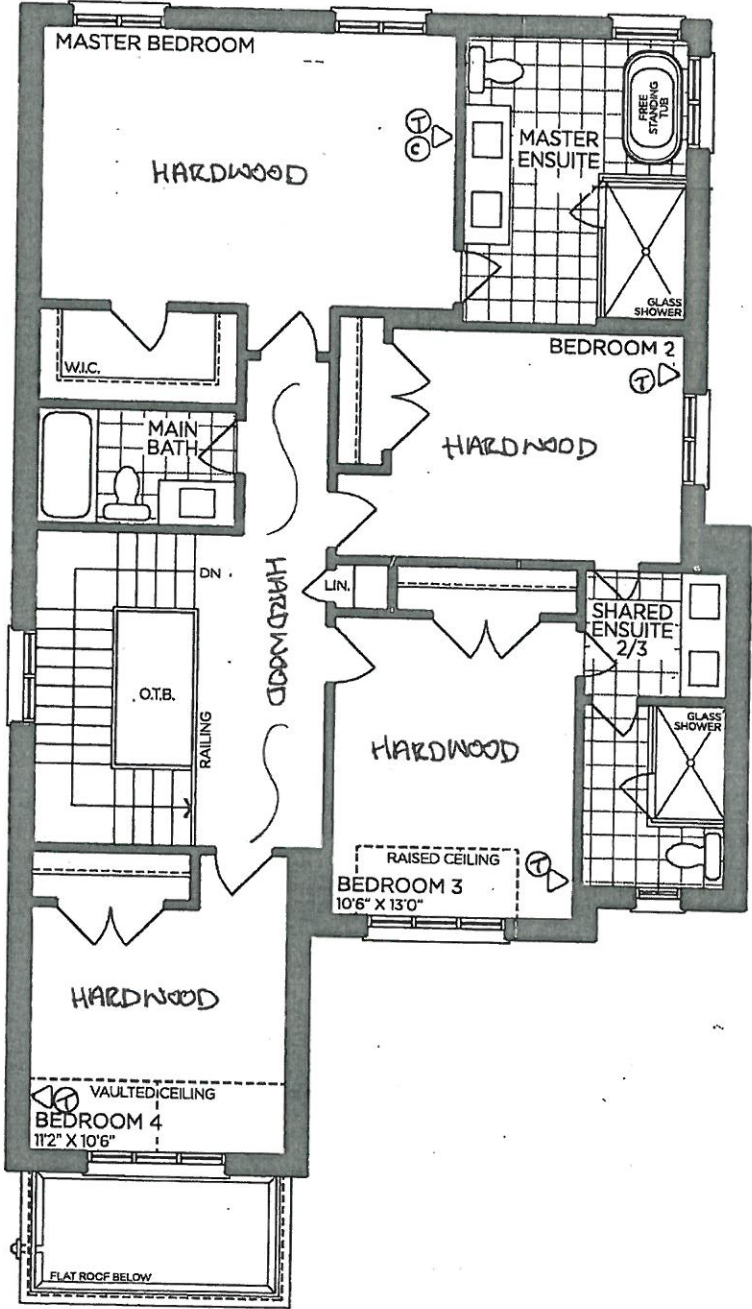 MASTER BEDROOM
HARDWOOD
T
C
MASTER
ENSUITE
FREE
STANDING
TUB
GLASS
SHOWER
W.I.C.
BEDROOM 2
T
HARDWOOD
MAIN
BATH
DN
LIN.
HARDWOOD
SHARED
ENSUITE
2/3
O.T.B.
RAILING
GLASS
SHOWER
HARDWOOD
RAISED CEILING
T
BEDROOM 3
10'6" X 13'0"
HARDWOOD
VAULTED CEILING
T
BEDROOM 4
11'2" X 10'6"
FLAT ROOF BELOW